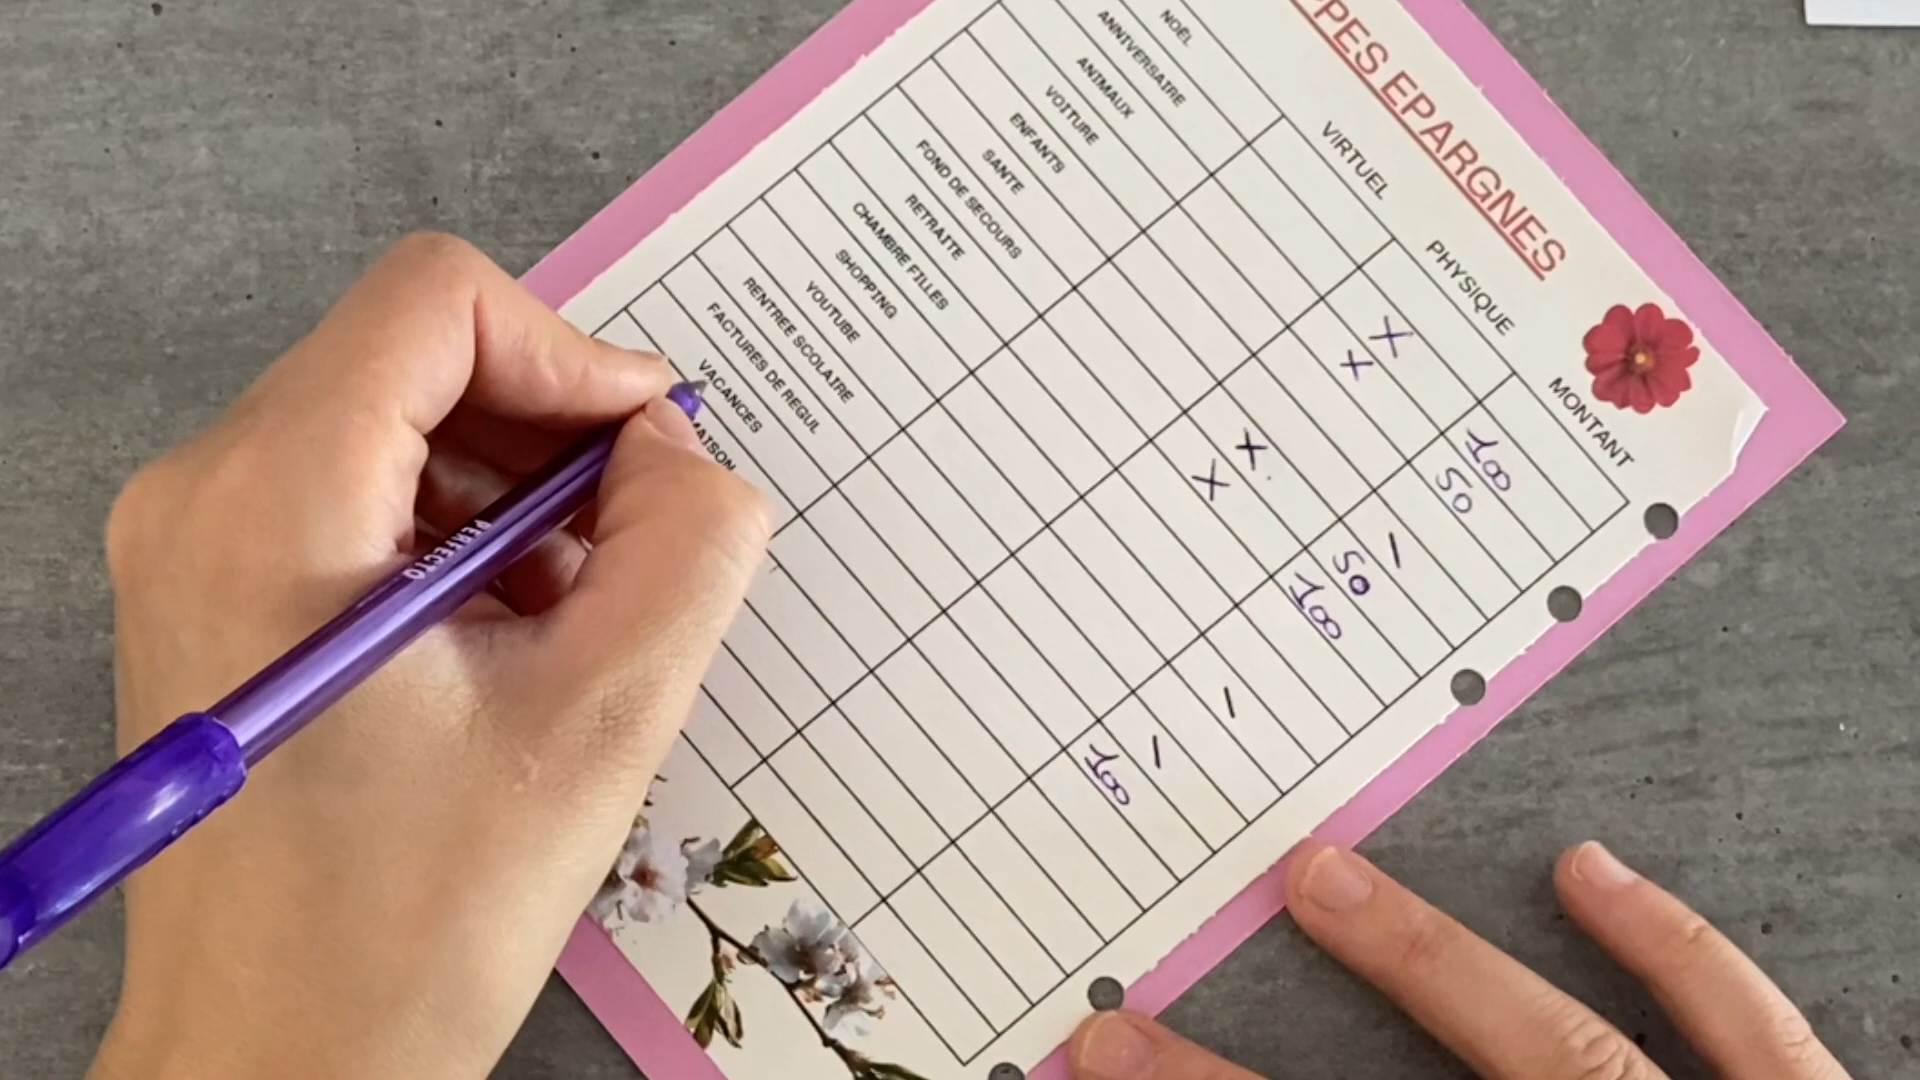 PPES EPARGNES
VIRTUEL PHYSIQUE MONTANT
NOËL
ANNIVERSAIRE X 100
ANIMAUX X 50
VOITURE
ENFANTS -
SANTE X 50
FOND DE SECOURS X 100
RETRAITE
CHAMBRE FILLES
SHOPPING -
YOUTUBE
RENTREE SCOLAIRE -
FACTURES DE REGUL 100
VACANCES
MAISON
PERFECTO